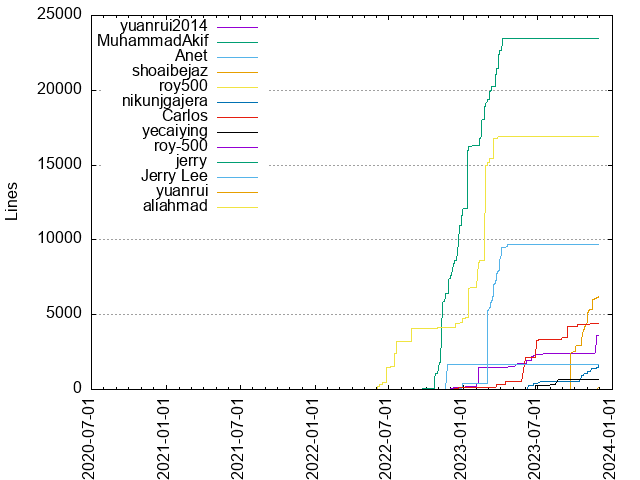 25000
20000
15000
10000
5000
0
Lines
yuanrui2014
MuhammadAkif
Anet
shoaibejaz
roy500
nikunjgajera
Carlos
yecaiying
roy-500
jerry
Jerry Lee
yuanrui
aliahmad
2020-07-01
2021-01-01
2021-07-01
2022-01-01
2022-07-01
2023-01-01
2023-07-01
2024-01-01